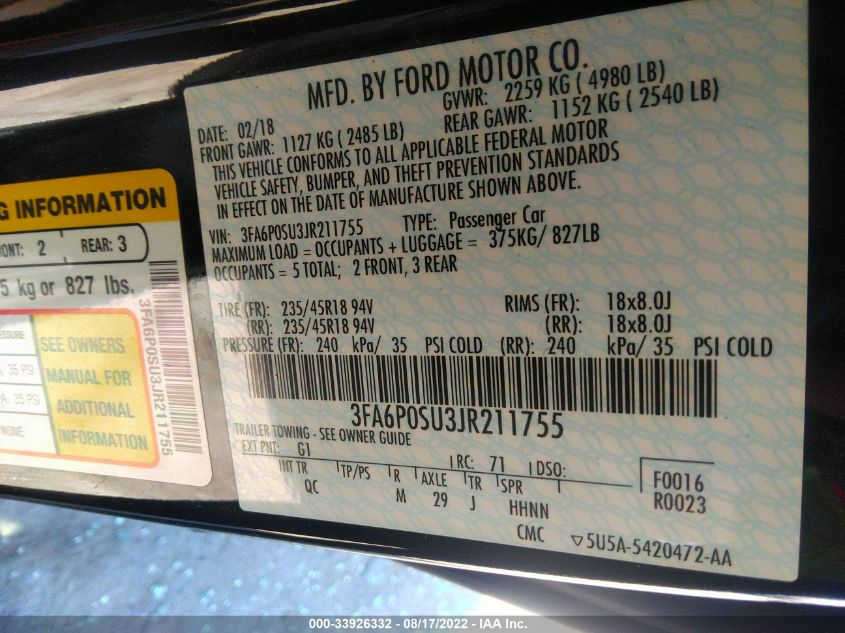 MFD. BY FORD MOTOR CO.
DATE: 02/18 GVWR: 2259 KG ( 4980 LB)
FRONT GAWR: 1127 KG ( 2485 LB) REAR GAWR: 1152 KG ( 2540 LB)
THIS VEHICLE CONFORMS TO ALL APPLICABLE FEDERAL MOTOR
VEHICLE SAFETY, BUMPER, AND THEFT PREVENTION STANDARDS
IN EFFECT ON THE DATE OF MANUFACTURE SHOWN ABOVE.
VIN: 3FA6P0SU3JR211755 TYPE: Passenger Car
MAXIMUM LOAD = OCCUPANTS + LUGGAGE = 375KG/ 827LB
OCCUPANTS = 5 TOTAL; 2 FRONT, 3 REAR
TIRE (FR): 235/45R18 94V RIMS (FR): 18x8.0J
(RR): 235/45R18 94V (RR): 18x8.0J
PRESSURE (FR): 240 kPa/ 35 PSI COLD (RR): 240 kPa/ 35 PSI COLD
3FA6P0SU3JR211755
TRAILER TOWING - SEE OWNER GUIDE
EXT PNT: G1 RC: 71 DSO:
INT TR TP/PS R AXLE TR SPR
QC M 29 J HHNN
F0016
R0023
CMC 5U5A-5420472-AA
G INFORMATION
2 REAR: 3
5 kg or 827 lbs.
3FA6P0SU3JR211755
SEE OWNERS
MANUAL FOR
ADDITIONAL
INFORMATION
35 PSI
35 PSI
NONE
000-33926332 - 08/17/2022 - IAA Inc.